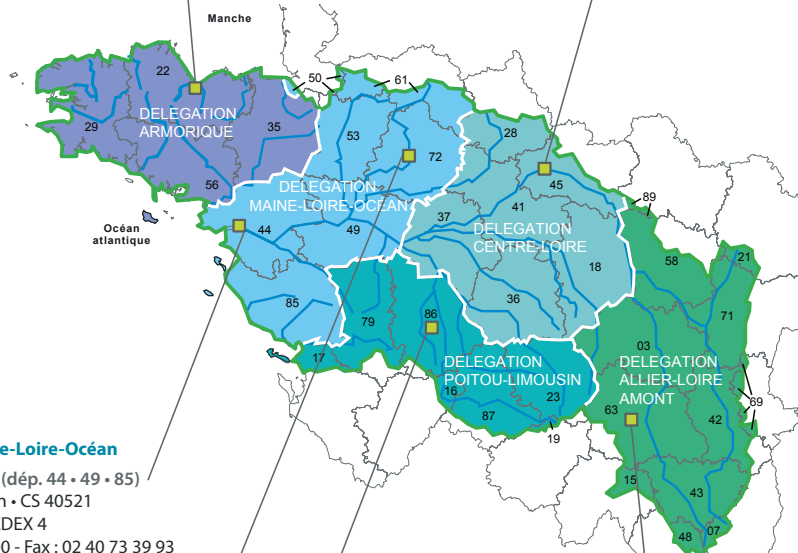 Manche
22
50
61
28
DELEGATION
ARMORIQUE
29
35
53
72
45
56
DELEGATION
MAINE-LOIRE-OCÉAN
41
89
37
44
49
DELEGATION
CENTRE-LOIRE
Océan
atlantique
58
21
18
85
36
79
86
71
03
17
DELEGATION
POITOU-LIMOUSIN
DELEGATION
ALLIER-LOIRE
AMONT
16
23
87
19
63
69
42
15
43
48
07
e-Loire-Océan
(dép. 44 • 49 • 85)
n • CS 40521
DEX 4
0 - Fax : 02 40 73 39 93